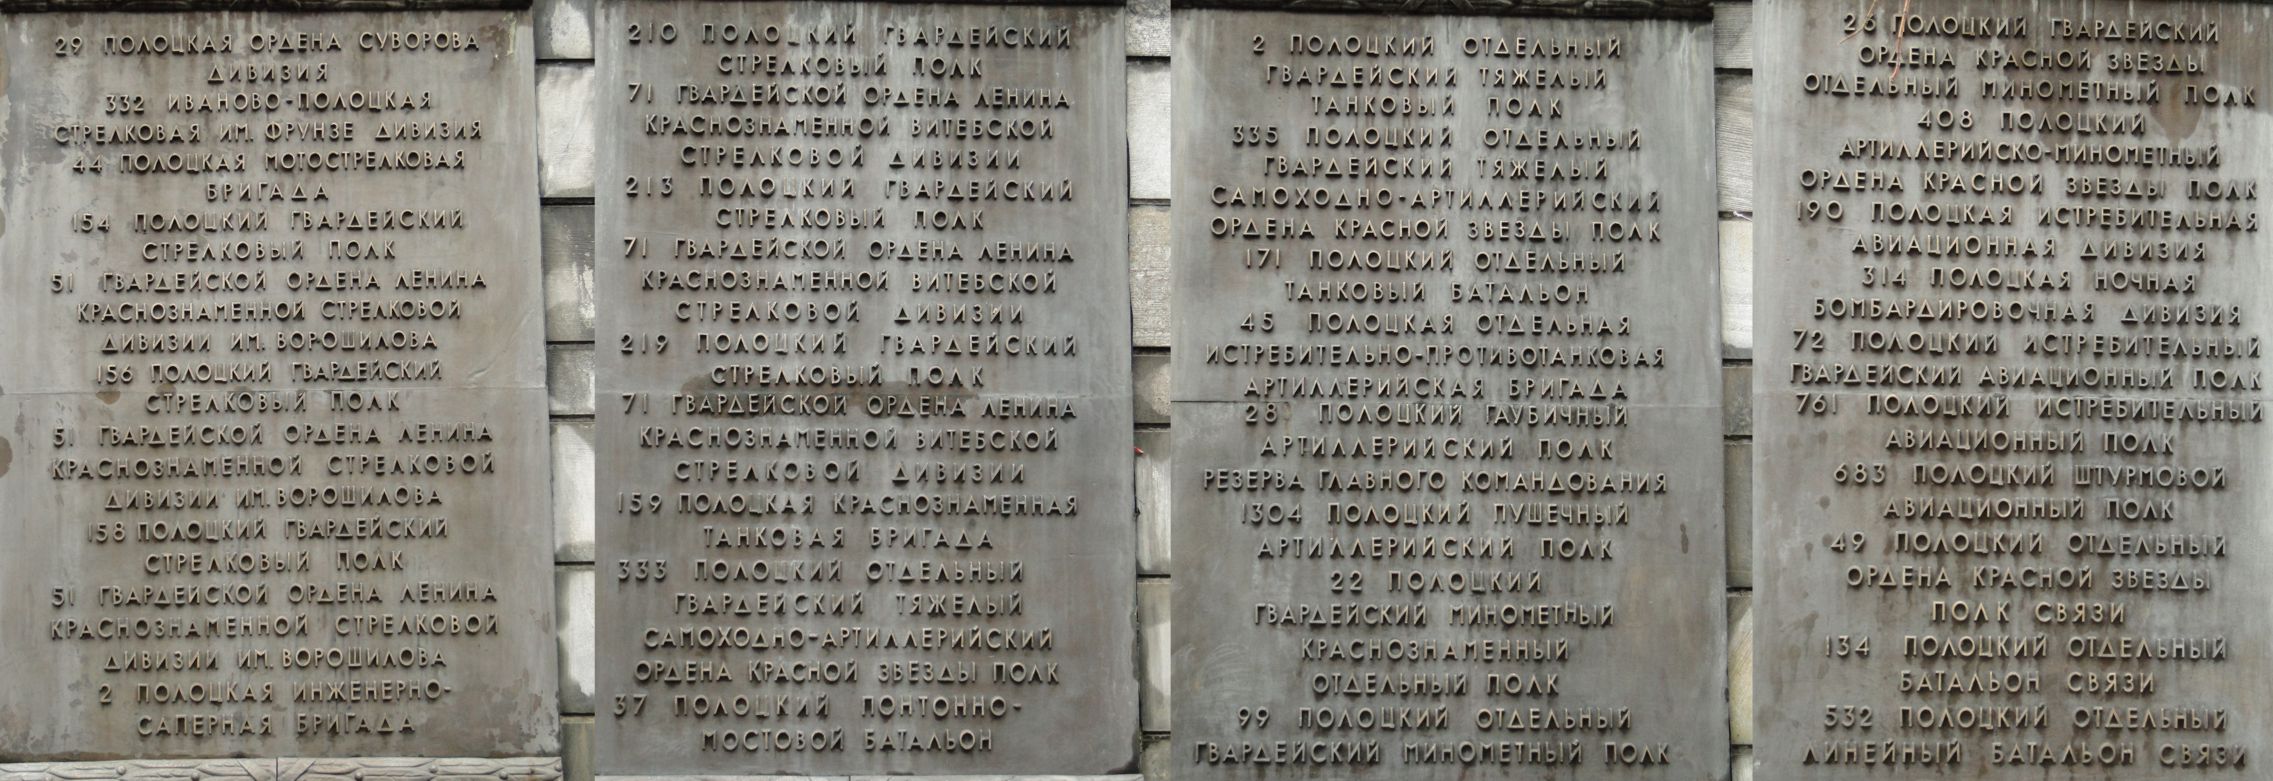 29 ПОЛОЦКАЯ ОРДЕНА СУВОРОВА
ДИВИЗИЯ
332 ИВАНОВО-ПОЛОЦКАЯ
СТРЕЛКОВАЯ ИМ. ФРУНЗЕ ДИВИЗИЯ
44 ПОЛОЦКАЯ МОТОСТРЕЛКОВАЯ
БРИГАДА
154 ПОЛОЦКИЙ ГВАРДЕЙСКИЙ
СТРЕЛКОВЫЙ ПОЛК
51 ГВАРДЕЙСКОЙ ОРДЕНА ЛЕНИНА
КРАСНОЗНАМЕННОЙ СТРЕЛКОВОЙ
ДИВИЗИИ ИМ. ВОРОШИЛОВА
156 ПОЛОЦКИЙ ГВАРДЕЙСКИЙ
СТРЕЛКОВЫЙ ПОЛК
51 ГВАРДЕЙСКОЙ ОРДЕНА ЛЕНИНА
КРАСНОЗНАМЕННОЙ СТРЕЛКОВОЙ
ДИВИЗИИ ИМ. ВОРОШИЛОВА
158 ПОЛОЦКИЙ ГВАРДЕЙСКИЙ
СТРЕЛКОВЫЙ ПОЛК
51 ГВАРДЕЙСКОЙ ОРДЕНА ЛЕНИНА
КРАСНОЗНАМЕННОЙ СТРЕЛКОВОЙ
ДИВИЗИИ ИМ. ВОРОШИЛОВА
2 ПОЛОЦКАЯ ИНЖЕНЕРНО-
САПЕРНАЯ БРИГАДА
210 ПОЛОЦКИЙ ГВАРДЕЙСКИЙ
СТРЕЛКОВЫЙ ПОЛК
71 ГВАРДЕЙСКОЙ ОРДЕНА ЛЕНИНА
КРАСНОЗНАМЕННОЙ ВИТЕБСКОЙ
СТРЕЛКОВОЙ ДИВИЗИИ
213 ПОЛОЦКИЙ ГВАРДЕЙСКИЙ
СТРЕЛКОВЫЙ ПОЛК
71 ГВАРДЕЙСКОЙ ОРДЕНА ЛЕНИНА
КРАСНОЗНАМЕННОЙ ВИТЕБСКОЙ
СТРЕЛКОВОЙ ДИВИЗИИ
219 ПОЛОЦКИЙ ГВАРДЕЙСКИЙ
СТРЕЛКОВЫЙ ПОЛК
71 ГВАРДЕЙСКОЙ ОРДЕНА ЛЕНИНА
КРАСНОЗНАМЕННОЙ ВИТЕБСКОЙ
СТРЕЛКОВОЙ ДИВИЗИИ
159 ПОЛОЦКАЯ КРАСНОЗНАМЕННАЯ
ТАНКОВАЯ БРИГАДА
333 ПОЛОЦКИЙ ОТДЕЛЬНЫЙ
ГВАРДЕЙСКИЙ ТЯЖЕЛЫЙ
САМОХОДНО-АРТИЛЛЕРИЙСКИЙ
ОРДЕНА КРАСНОЙ ЗВЕЗДЫ ПОЛК
37 ПОЛОЦКИЙ ПОНТОННО-
МОСТОВОЙ БАТАЛЬОН
2 ПОЛОЦКИЙ ОТДЕЛЬНЫЙ
ГВАРДЕЙСКИЙ ТЯЖЕЛЫЙ
ТАНКОВЫЙ ПОЛК
335 ПОЛОЦКИЙ ОТДЕЛЬНЫЙ
ГВАРДЕЙСКИЙ ТЯЖЕЛЫЙ
САМОХОДНО-АРТИЛЛЕРИЙСКИЙ
ОРДЕНА КРАСНОЙ ЗВЕЗДЫ ПОЛК
171 ПОЛОЦКИЙ ОТДЕЛЬНЫЙ
ТАНКОВЫЙ БАТАЛЬОН
45 ПОЛОЦКАЯ ОТДЕЛЬНАЯ
ИСТРЕБИТЕЛЬНО-ПРОТИВОТАНКОВАЯ
АРТИЛЛЕРИЙСКАЯ БРИГАДА
28 ПОЛОЦКИЙ ГАУБИЧНЫЙ
АРТИЛЛЕРИЙСКИЙ ПОЛК
РЕЗЕРВА ГЛАВНОГО КОМАНДОВАНИЯ
1304 ПОЛОЦКИЙ ПУШЕЧНЫЙ
АРТИЛЛЕРИЙСКИЙ ПОЛК
22 ПОЛОЦКИЙ
ГВАРДЕЙСКИЙ МИНОМЕТНЫЙ
КРАСНОЗНАМЕННЫЙ
ОТДЕЛЬНЫЙ ПОЛК
99 ПОЛОЦКИЙ ОТДЕЛЬНЫЙ
ГВАРДЕЙСКИЙ МИНОМЕТНЫЙ ПОЛК
26 ПОЛОЦКИЙ ГВАРДЕЙСКИЙ
ОРДЕНА КРАСНОЙ ЗВЕЗДЫ
ОТДЕЛЬНЫЙ МИНОМЕТНЫЙ ПОЛК
408 ПОЛОЦКИЙ
АРТИЛЛЕРИЙСКО-МИНОМЕТНЫЙ
ОРДЕНА КРАСНОЙ ЗВЕЗДЫ ПОЛК
190 ПОЛОЦКАЯ ИСТРЕБИТЕЛЬНАЯ
АВИАЦИОННАЯ ДИВИЗИЯ
314 ПОЛОЦКАЯ НОЧНАЯ
БОМБАРДИРОВОЧНАЯ ДИВИЗИЯ
72 ПОЛОЦКИЙ ИСТРЕБИТЕЛЬНЫЙ
ГВАРДЕЙСКИЙ АВИАЦИОННЫЙ ПОЛК
761 ПОЛОЦКИЙ ИСТРЕБИТЕЛЬНЫЙ
АВИАЦИОННЫЙ ПОЛК
683 ПОЛОЦКИЙ ШТУРМОВОЙ
АВИАЦИОННЫЙ ПОЛК
49 ПОЛОЦКИЙ ОТДЕЛЬНЫЙ
ОРДЕНА КРАСНОЙ ЗВЕЗДЫ
ПОЛК СВЯЗИ
134 ПОЛОЦКИЙ ОТДЕЛЬНЫЙ
БАТАЛЬОН СВЯЗИ
532 ПОЛОЦКИЙ ОТДЕЛЬНЫЙ
ЛИНЕЙНЫЙ БАТАЛЬОН СВЯЗИ